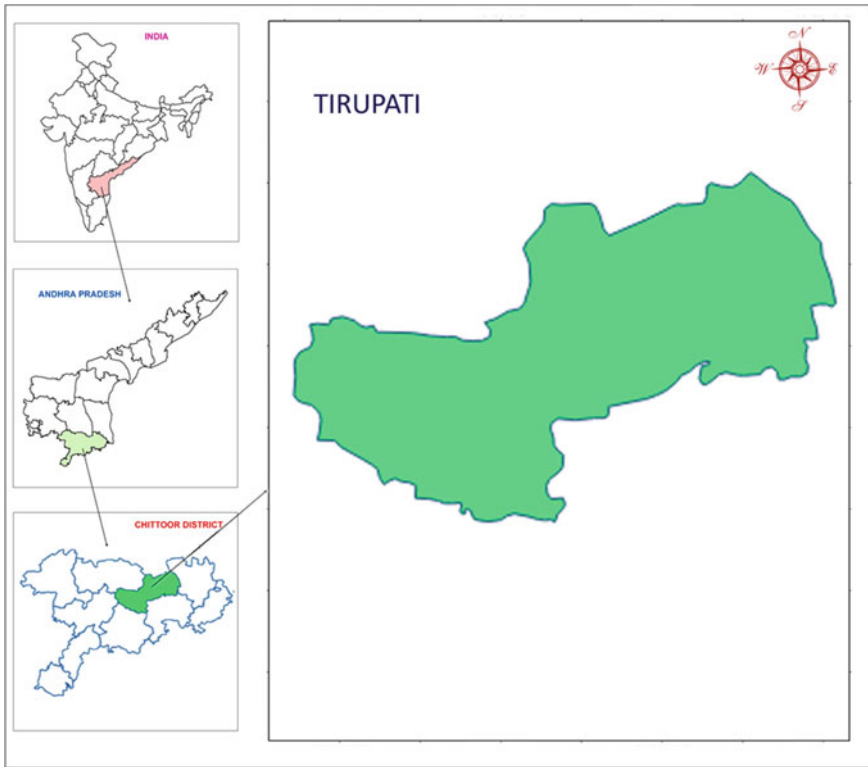 INDIA
ANDHRA PRADESH
CHITTOOR DISTRICT
TIRUPATI
N
W E
S